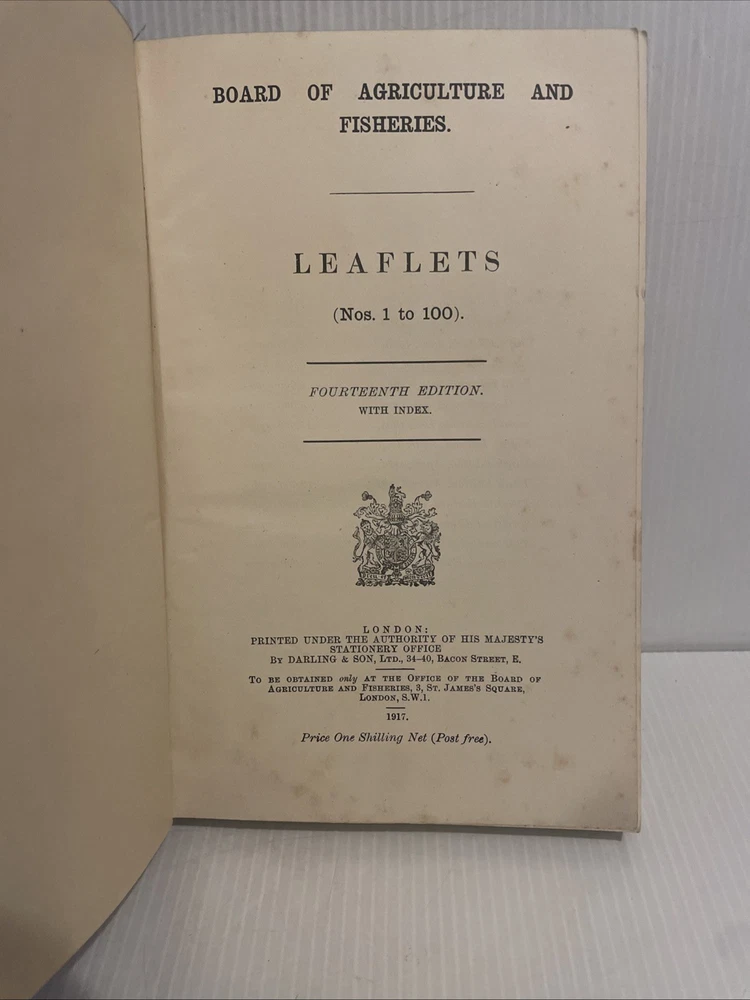 BOARD OF AGRICULTURE AND
FISHERIES.
LEAFLETS
(Nos. 1 to 100).
FOURTEENTH EDITION.
WITH INDEX.
LONDON:
PRINTED UNDER THE AUTHORITY OF HIS MAJESTY'S
STATIONERY OFFICE
BY DARLING & SON, LTD., 34–40, BACON STREET, E.
TO BE OBTAINED only AT THE OFFICE OF THE BOARD OF
AGRICULTURE AND FISHERIES, 3, ST. JAMES'S SQUARE,
LONDON, S.W.1.
1917.
Price One Shilling Net (Post free).